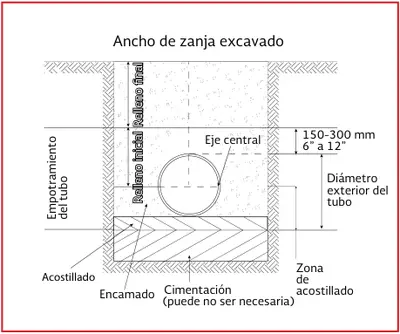 Ancho de zanja excavado
Relleno final
Relleno inicial
Eje central
150-300 mm
6” a 12”
Empotramiento
del tubo
Diámetro
exterior del
tubo
Acostillado
Encamado
Cimentación
(puede no ser necesaria)
Zona
de
acostillado